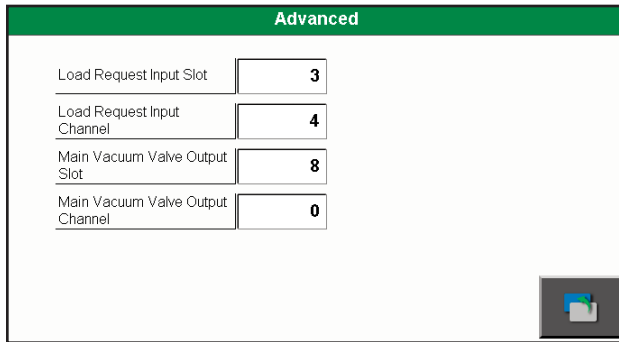 Advanced
Load Request Input Slot 3
Load Request Input
Channel 4
Main Vacuum Valve Output
Slot 8
Main Vacuum Valve Output
Channel 0